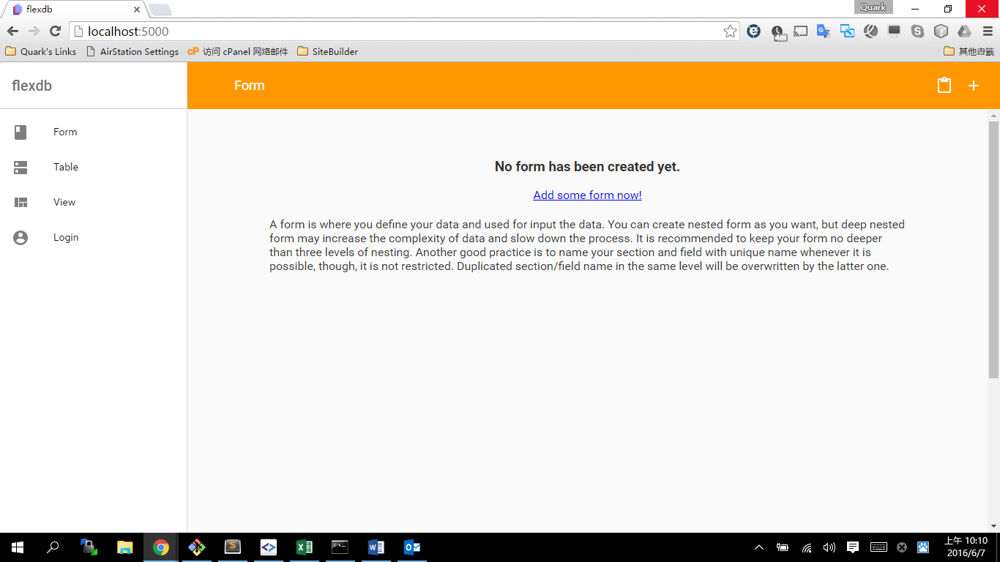 flexdb
Quark
localhost:5000
4m
Quark's Links
AirStation Settings
cP 访问 cPanel 网络邮件
SiteBuilder
其他書籤
flexdb
Form
Form
Table
View
Login
No form has been created yet.
Add some form now!
A form is where you define your data and used for input the data. You can create nested form as you want, but deep nested
form may increase the complexity of data and slow down the process. It is recommended to keep your form no deeper
than three levels of nesting. Another good practice is to name your section and field with unique name whenever it is
possible, though, it is not restricted. Duplicated section/field name in the same level will be overwritten by the latter one.
上午 10:10
2016/6/7